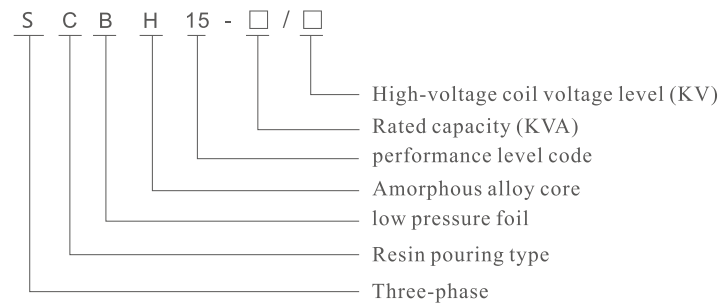 S C B H 15 - □ / □
High-voltage coil voltage level (KV)
Rated capacity (KVA)
performance level code
Amorphous alloy core
low pressure foil
Resin pouring type
Three-phase